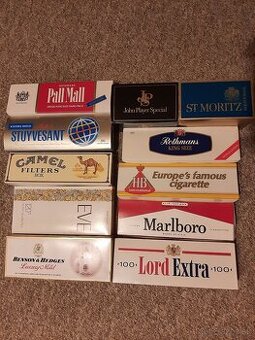 Pall Mall
STUYVESANT
CAMEL
FILTERS
EVE
BENSON & HEDGES
Luxury Mild
JPS
John Player Special
ST. MORITZ
Rothmans
KING SIZE
Europe's famous
cigarette
HB
Marlboro
100 Lord Extra 100